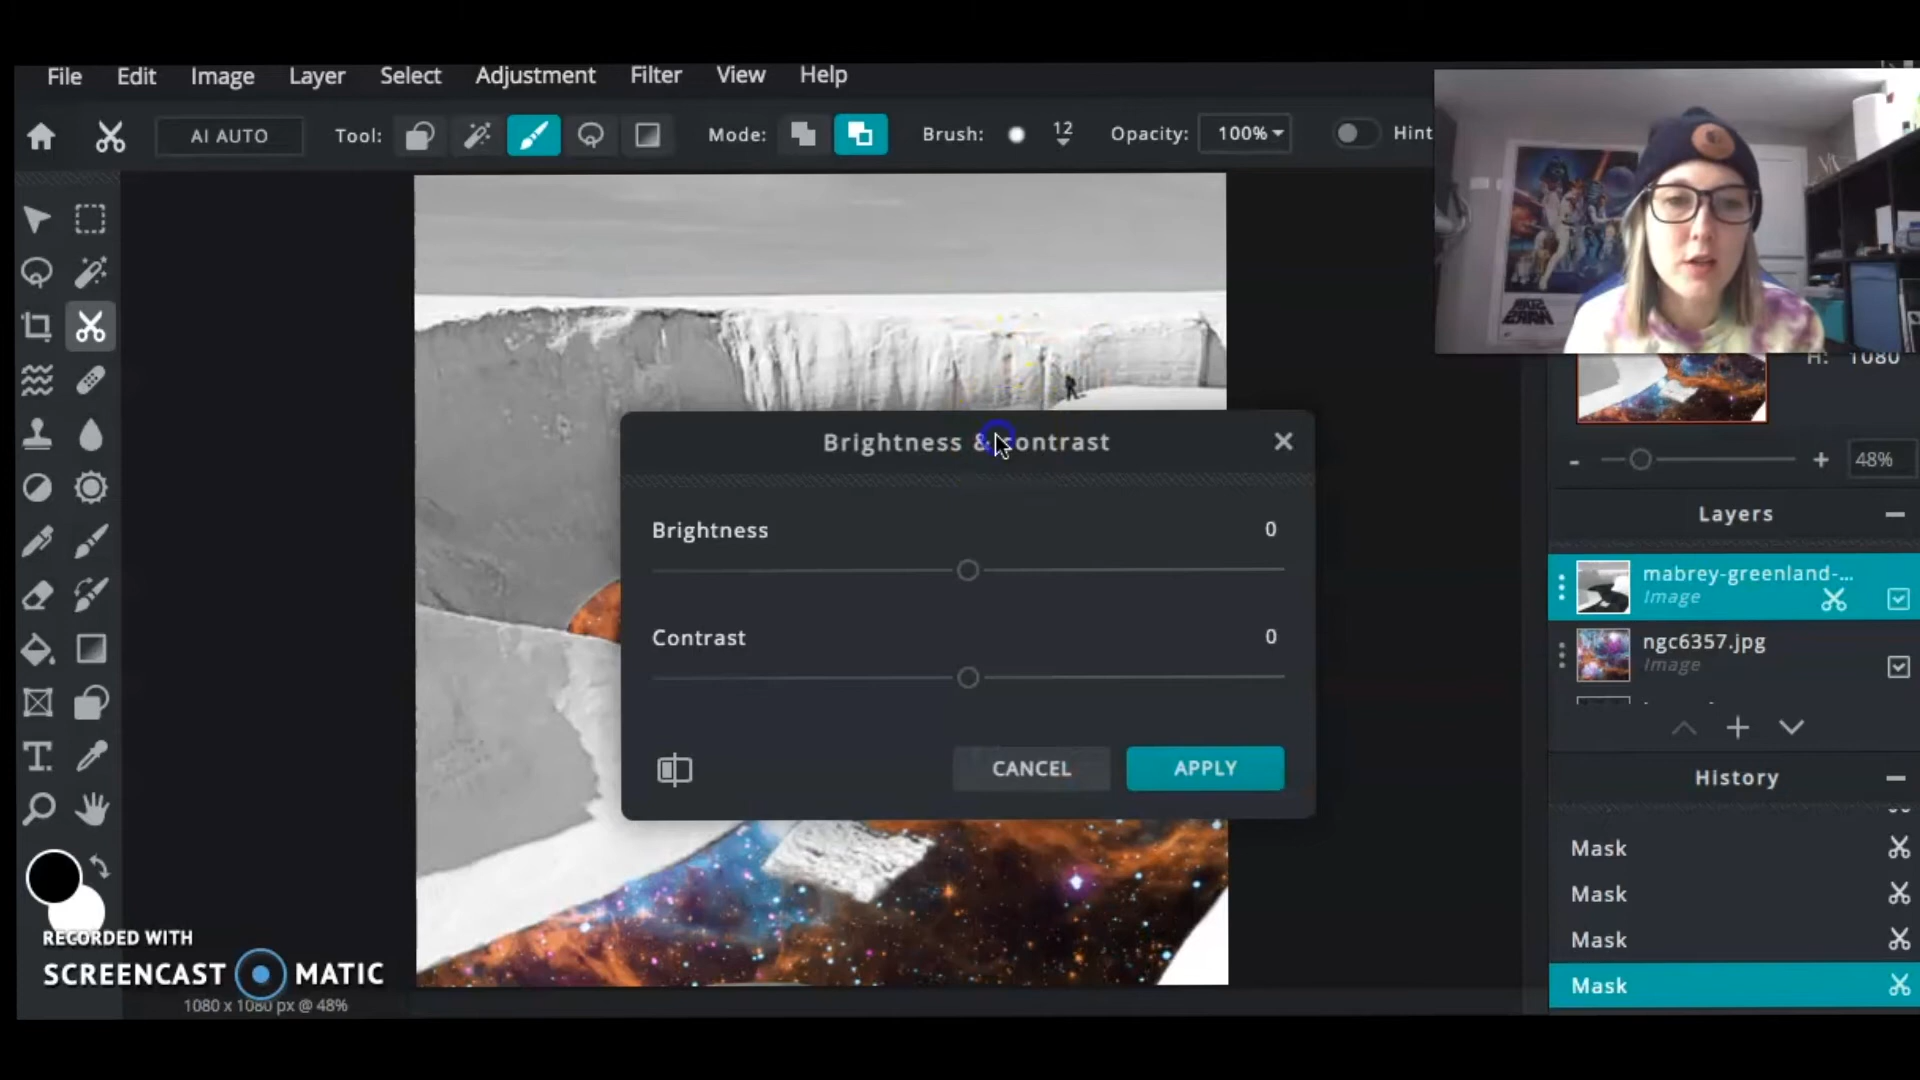 File Edit Image Layer Select Adjustment Filter View Help
AI AUTO Tool: Mode: Brush: 12 Opacity: 100% Hint
STAR
WARS
H: 1080
- + 48%
Brightness & Contrast
Brightness 0
Contrast 0
CANCEL APPLY
Layers
mabrey-greenland-...
Image
ngc6357.jpg
Image
History
Mask
Mask
Mask
Mask
T.
RECORDED WITH
SCREENCAST MATIC
1080 x 1080 px @ 48%